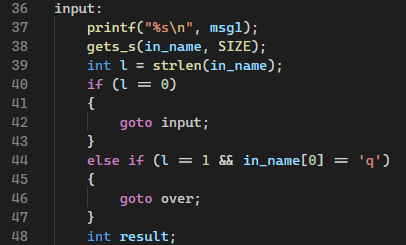 36 input:
37 printf("%s\n", msg1);
38 gets_s(in_name, SIZE);
39 int l = strlen(in_name);
40 if (l == 0)
41 {
42 goto input;
43 }
44 else if (l == 1 && in_name[0] == 'q')
45 {
46 goto over;
47 }
48 int result;